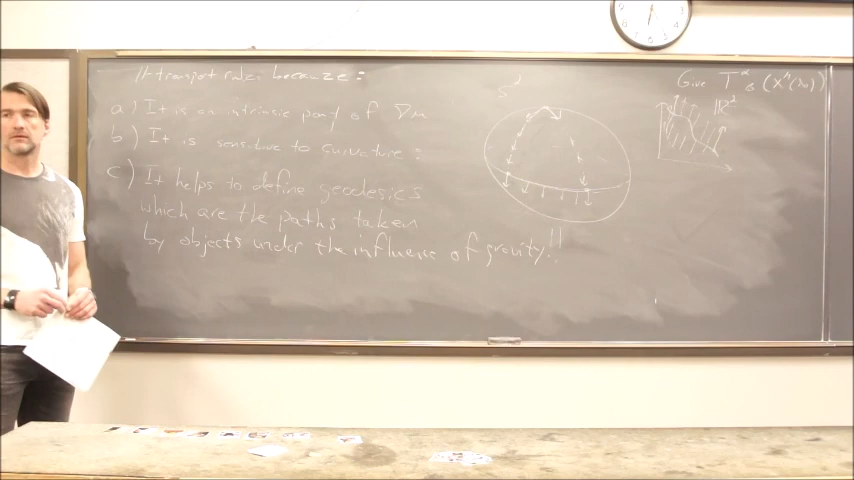 // transport rules because:
a) It is an intrinsic part of ∇m
b) It is sensitive to curvature:
c) It helps to define geodesics
which are the paths taken
by objects under the influence of gravity!!
S²
Give T^α_β (X^μ(λ₀))
ℝ²